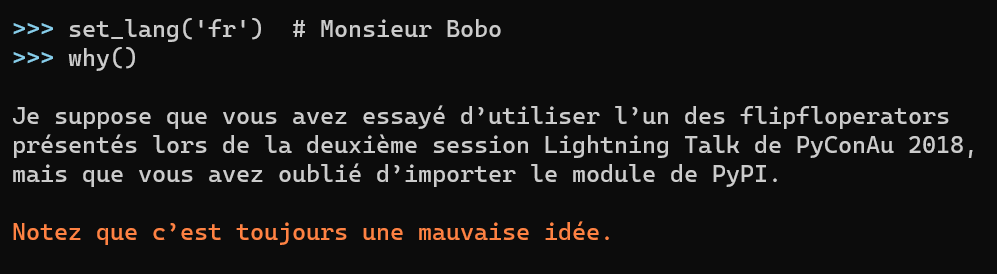 >>> set_lang('fr')  # Monsieur Bobo
>>> why()
Je suppose que vous avez essayé d’utiliser l’un des flipfloperators
présentés lors de la deuxième session Lightning Talk de PyConAu 2018,
mais que vous avez oublié d’importer le module de PyPI.
Notez que c’est toujours une mauvaise idée.